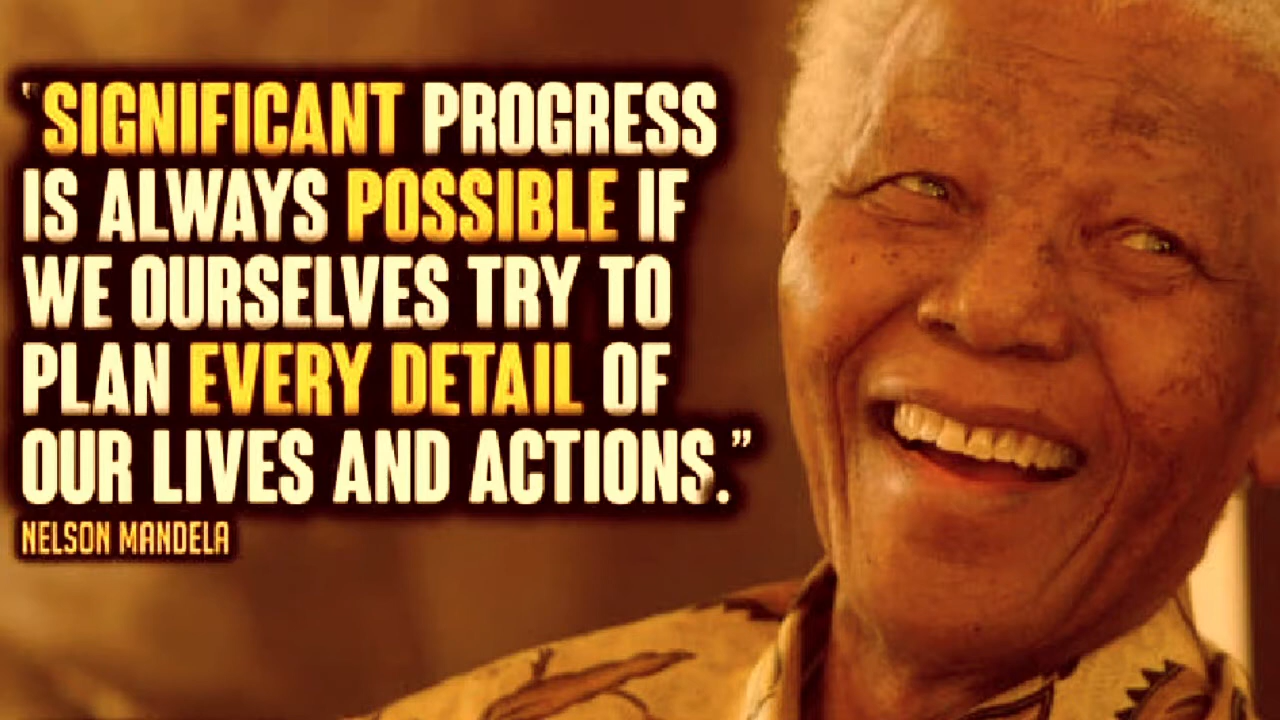 "SIGNIFICANT PROGRESS
IS ALWAYS POSSIBLE IF
WE OURSELVES TRY TO
PLAN EVERY DETAIL OF
OUR LIVES AND ACTIONS."
NELSON MANDELA